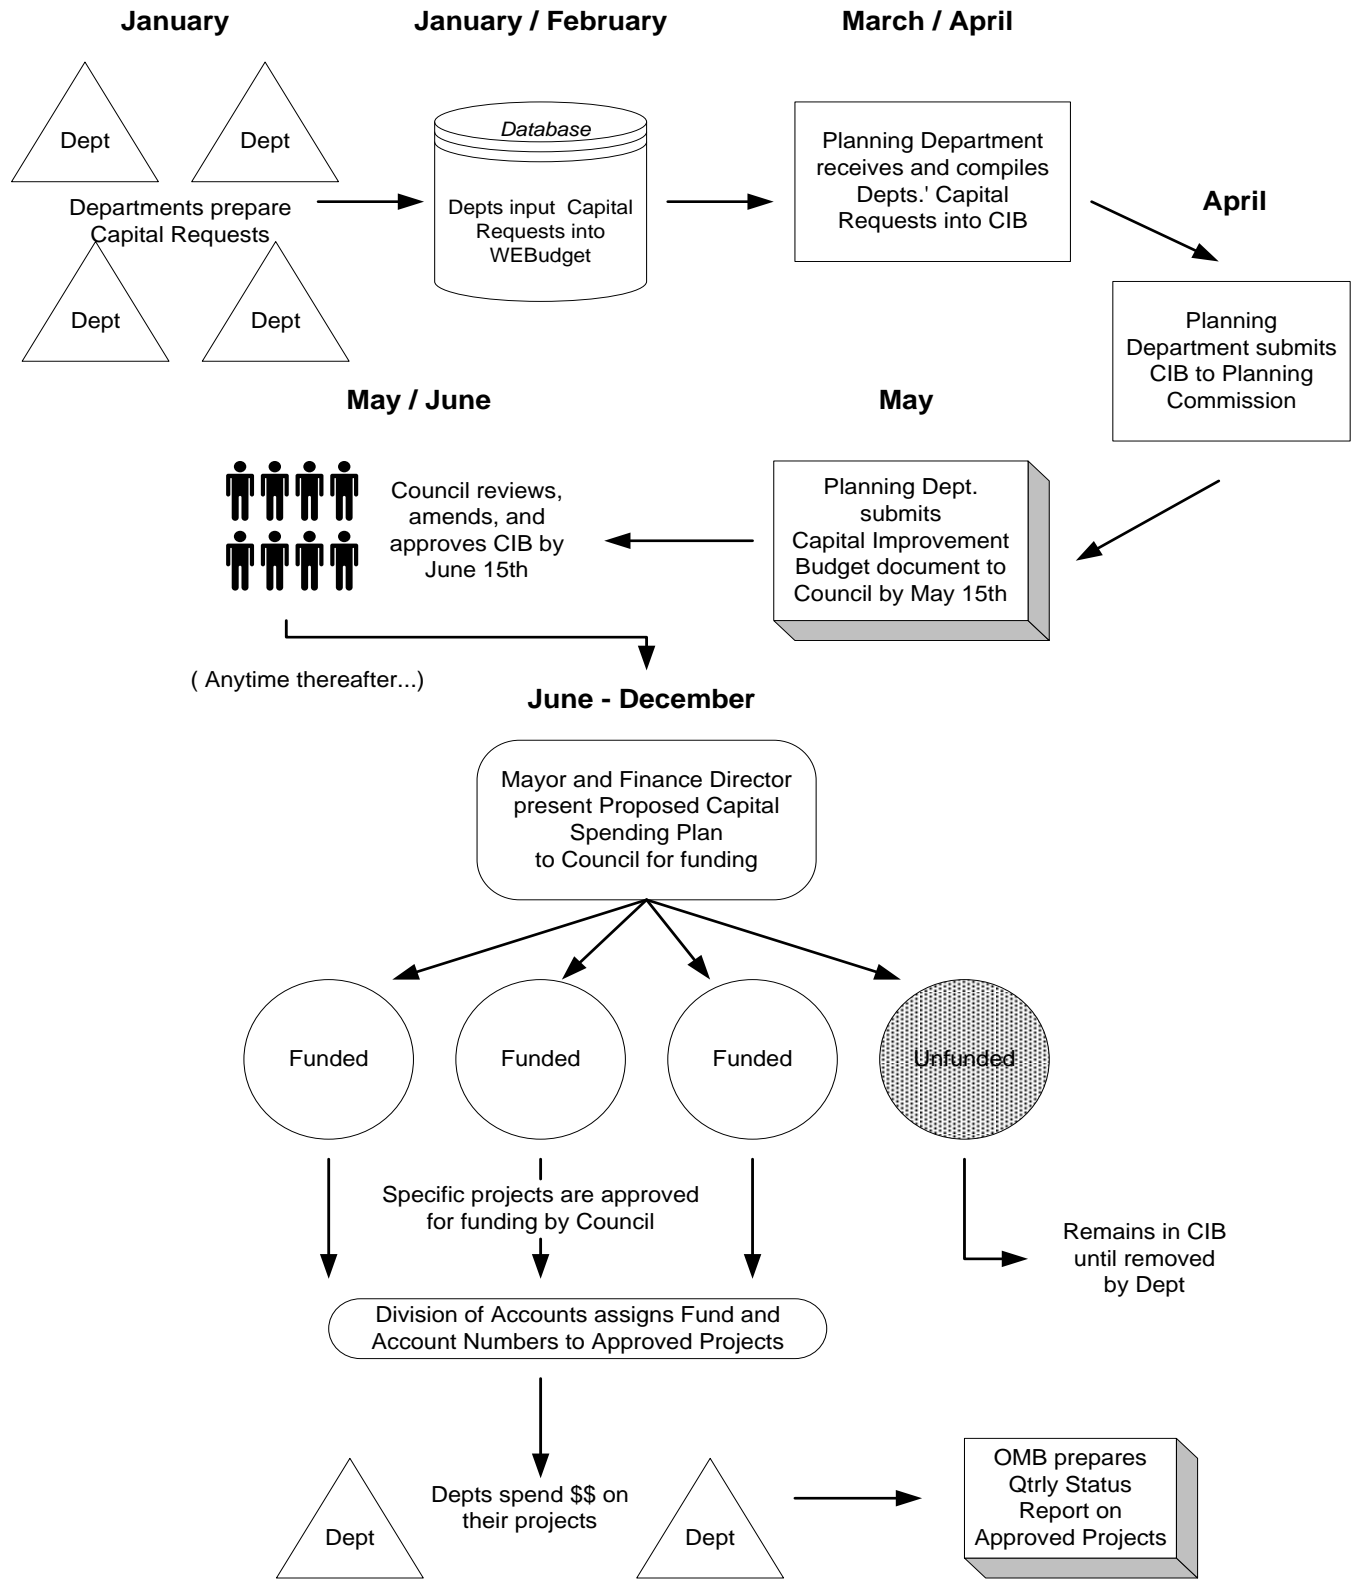 January
January / February
March / April
Dept
Dept
Departments prepare
Capital Requests
Dept
Dept
Database
Depts input  Capital
Requests into
WEBudget
Planning Department
receives and compiles
Depts.' Capital
Requests into CIB
April
Planning
Department submits
CIB to Planning
Commission
May / June
May
Council reviews,
amends, and
approves CIB by
June 15th
Planning Dept.
submits
Capital Improvement
Budget document to
Council by May 15th
( Anytime thereafter...)
June - December
Mayor and Finance Director
present Proposed Capital
Spending Plan
to Council for funding
Funded
Funded
Funded
Unfunded
Specific projects are approved
for funding by Council
Remains in CIB
until removed
by Dept
Division of Accounts assigns Fund and
Account Numbers to Approved Projects
Dept
Depts spend $$ on
their projects
Dept
OMB prepares
Qtrly Status
Report on
Approved Projects